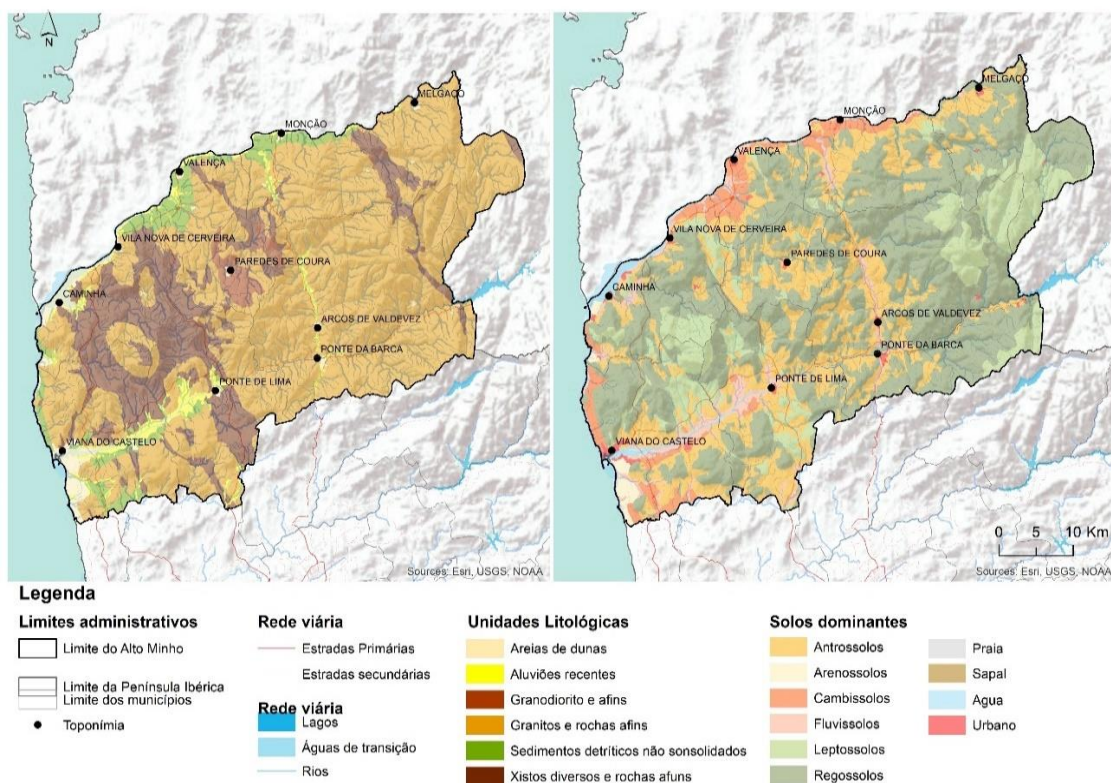 N
MELGAÇO
MONÇÃO
VALENÇA
VILA NOVA DE CERVEIRA
PAREDES DE COURA
CAMINHA
ARCOS DE VALDEVEZ
PONTE DA BARCA
PONTE DE LIMA
VIANA DO CASTELO
Sources: Esri, USGS, NOAA
MELGAÇO
MONÇÃO
VALENÇA
VILA NOVA DE CERVEIRA
PAREDES DE COURA
CAMINHA
ARCOS DE VALDEVEZ
PONTE DA BARCA
PONTE DE LIMA
VIANA DO CASTELO
0 5 10 Km
Sources: Esri, USGS, NOAA
Legenda
Limites administrativos
Limite do Alto Minho
Limite da Península Ibérica
Limite dos municípios
Toponímia
Rede viária
Estradas Primárias
Estradas secundárias
Rede viária
Lagos
Águas de transição
Rios
Unidades Litológicas
Areias de dunas
Aluviões recentes
Granodiorito e afins
Granitos e rochas afins
Sedimentos detríticos não sonsolidados
Xistos diversos e rochas afuns
Solos dominantes
Antrossolos
Arenossolos
Cambissolos
Fluvissolos
Leptossolos
Regossolos
Praia
Sapal
Agua
Urbano